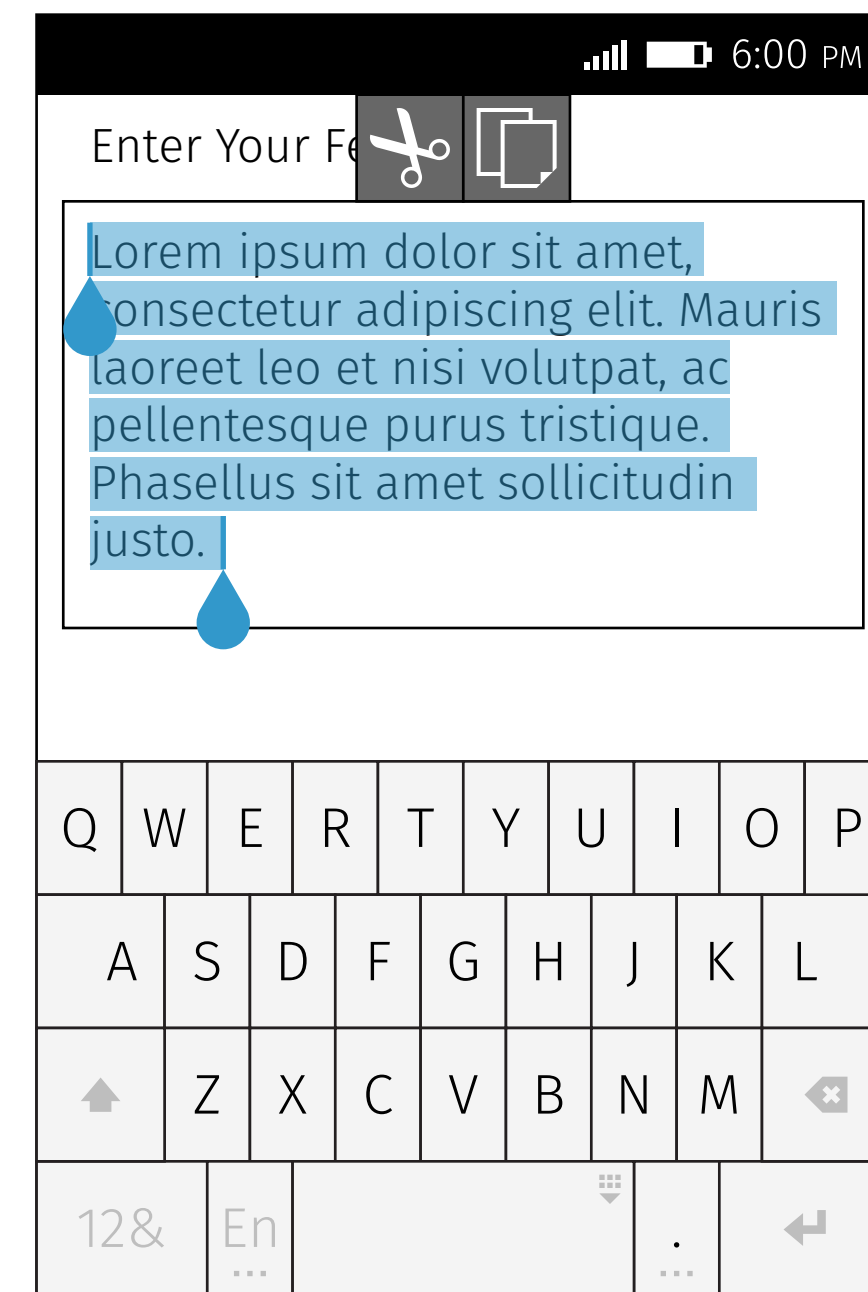 6:00 PM
Enter Your
Lorem ipsum dolor sit amet,
consectetur adipiscing elit. Mauris
laoreet leo et nisi volutpat, ac
pellentesque purus tristique.
Phasellus sit amet sollicitudin
justo.
Q W E R T Y U I O P
A S D F G H J K L
Z X C V B N M
12& En .